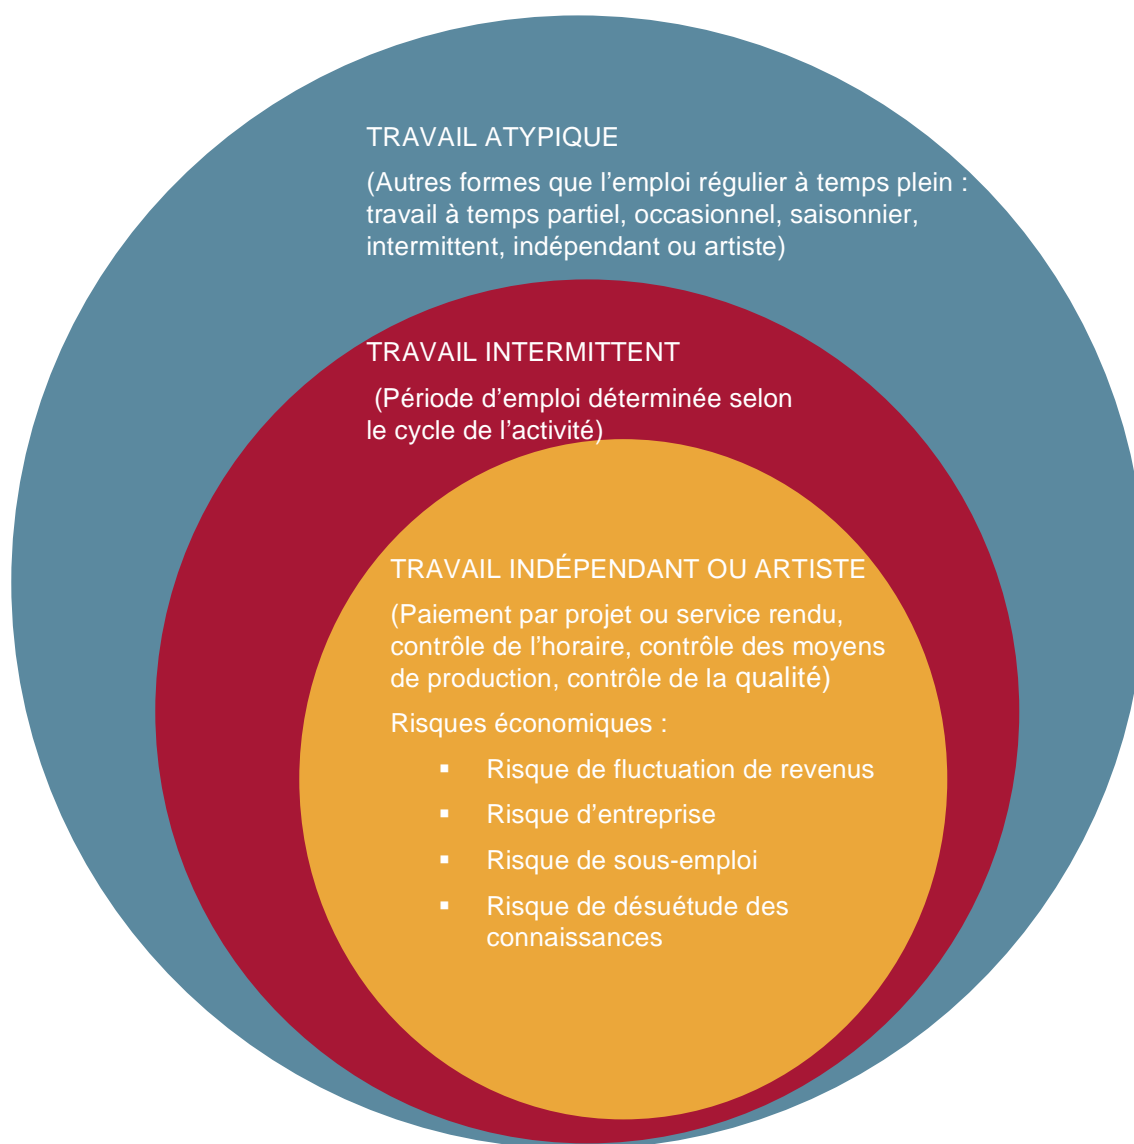 TRAVAIL ATYPIQUE
(Autres formes que l’emploi régulier à temps plein :
travail à temps partiel, occasionnel, saisonnier,
intermittent, indépendant ou artiste)
TRAVAIL INTERMITTENT
(Période d’emploi déterminée selon
le cycle de l’activité)
TRAVAIL INDÉPENDANT OU ARTISTE
(Paiement par projet ou service rendu,
contrôle de l’horaire, contrôle des moyens
de production, contrôle de la qualité)
Risques économiques :
▪ Risque de fluctuation de revenus
▪ Risque d’entreprise
▪ Risque de sous-emploi
▪ Risque de désuétude des
connaissances